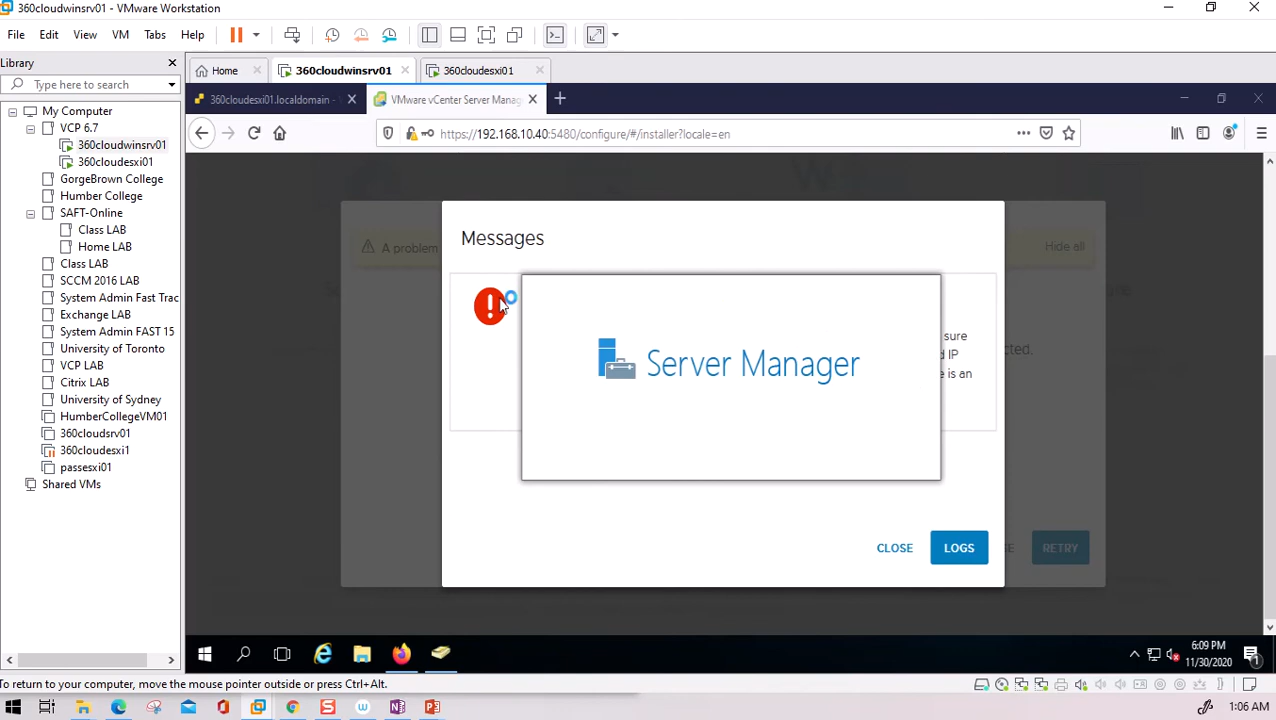 360cloudwinsrv01 - VMware Workstation
File Edit View VM Tabs Help
Library
Type here to search
Home
360cloudwinsrv01
360cloudesxi01
360cloudesxi01.localdomain -
VMware vCenter Server Manag
https://192.168.10.40:5480/configure/#/installer?locale=en
My Computer
VCP 6.7
360cloudwinsrv01
360cloudesxi01
GorgeBrown College
Humber College
SAFT-Online
Class LAB
Home LAB
Class LAB
SCCM 2016 LAB
System Admin Fast Trac
Exchange LAB
System Admin FAST 15
University of Toronto
VCP LAB
Citrix LAB
University of Sydney
HumberCollegeVM01
360cloudsrv01
360cloudesxi1
passesxi01
Shared VMs
A problem
Hide all
Messages
sure
IP
e is an
cted.
Server Manager
CLOSE
LOGS
RETRY
6:09 PM
11/30/2020
1
To return to your computer, move the mouse pointer outside or press Ctrl+Alt.
1:06 AM